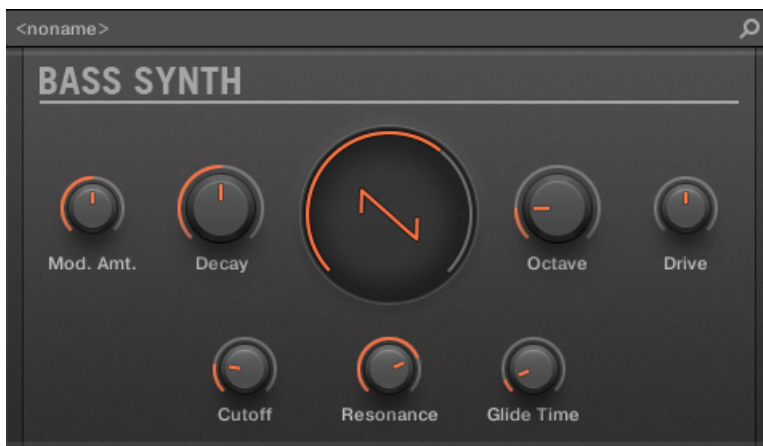 <noname>
BASS SYNTH
Mod. Amt.
Decay
Octave
Drive
Cutoff
Resonance
Glide Time